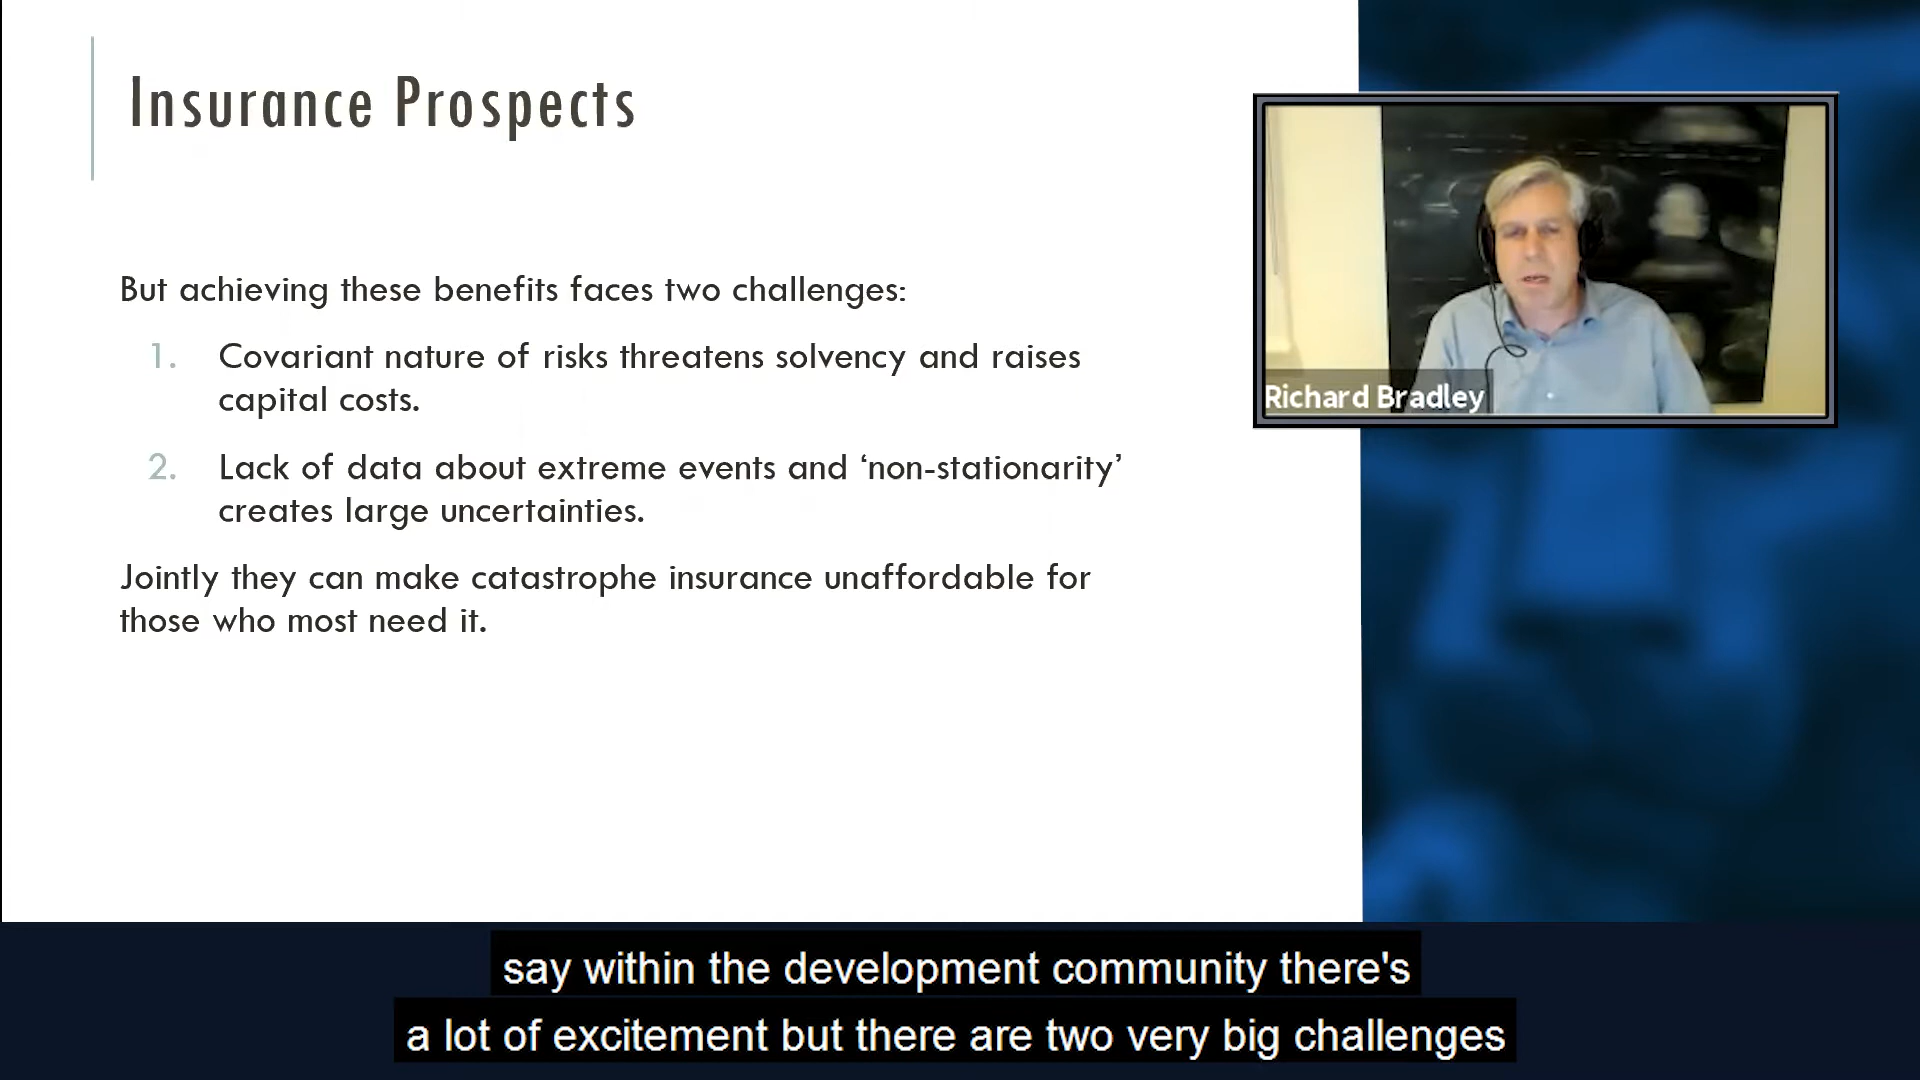 Insurance Prospects
But achieving these benefits faces two challenges:
1. Covariant nature of risks threatens solvency and raises
capital costs.
2. Lack of data about extreme events and ‘non-stationarity’
creates large uncertainties.
Jointly they can make catastrophe insurance unaffordable for
those who most need it.
Richard Bradley
say within the development community there's
a lot of excitement but there are two very big challenges